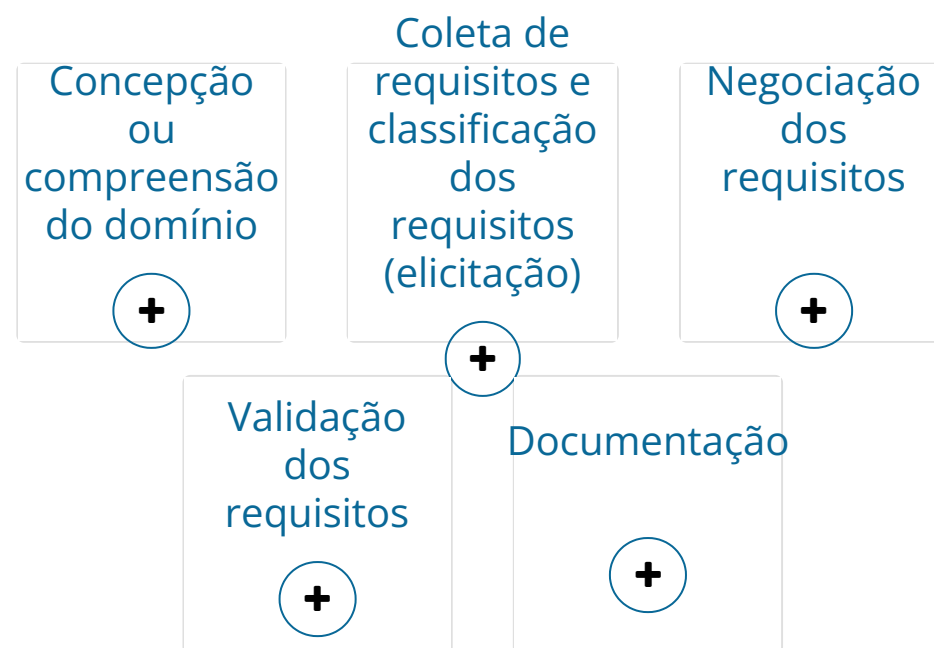 Concepção
ou
compreensão
do domínio
Coleta de
requisitos e
classificação
dos
requisitos
(elicitação)
Negociação
dos
requisitos
Validação
dos
requisitos
Documentação